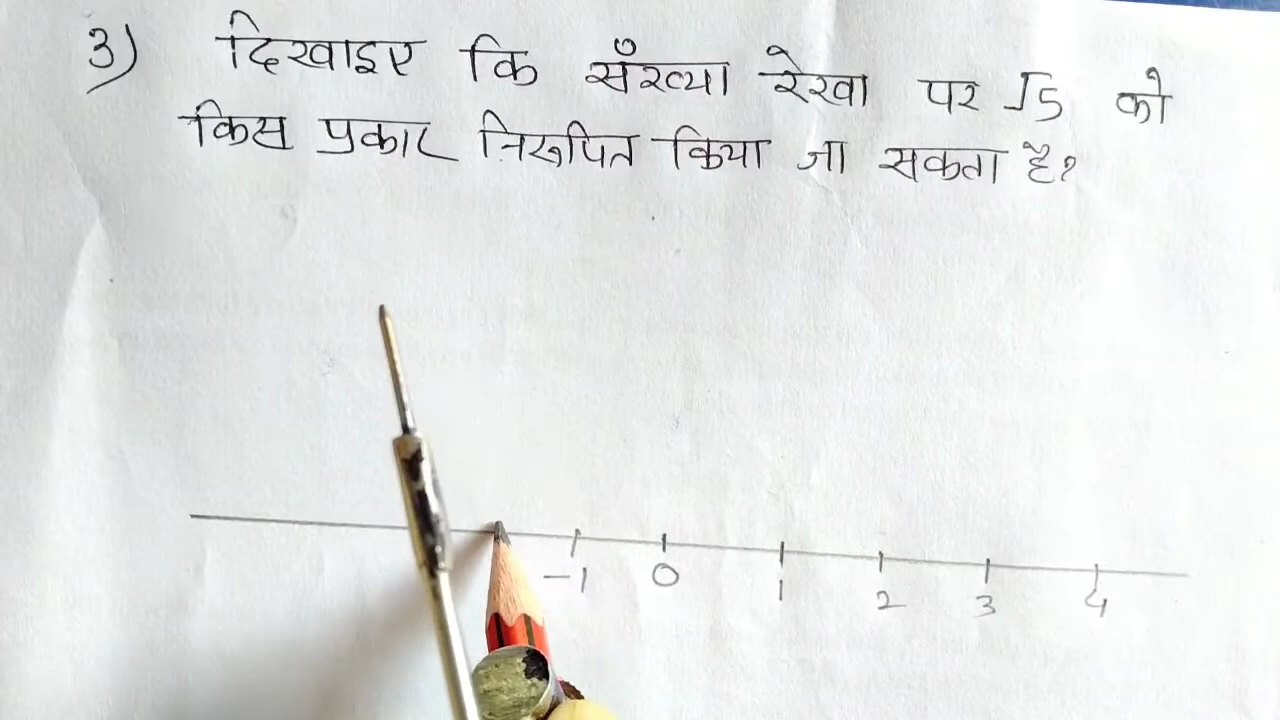 3) दिखाइए कि सँख्या रेखा पर √5 को
किस प्रकार निरूपित किया जा सकता है?
-1 0 1 2 3 4